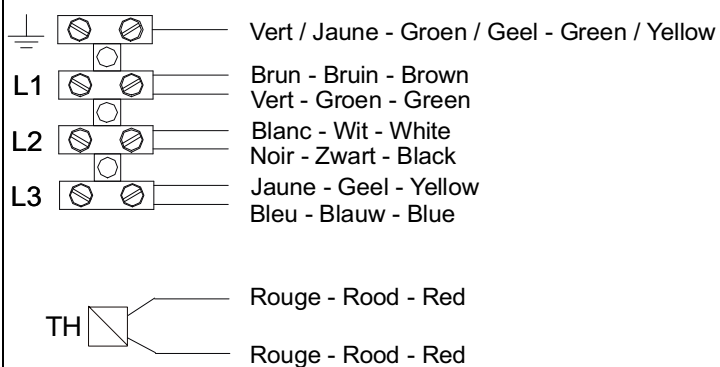 Vert / Jaune - Groen / Geel - Green / Yellow
L1
Brun - Bruin - Brown
Vert - Groen - Green
L2
Blanc - Wit - White
Noir - Zwart - Black
L3
Jaune - Geel - Yellow
Bleu - Blauw - Blue
Rouge - Rood - Red
TH
Rouge - Rood - Red